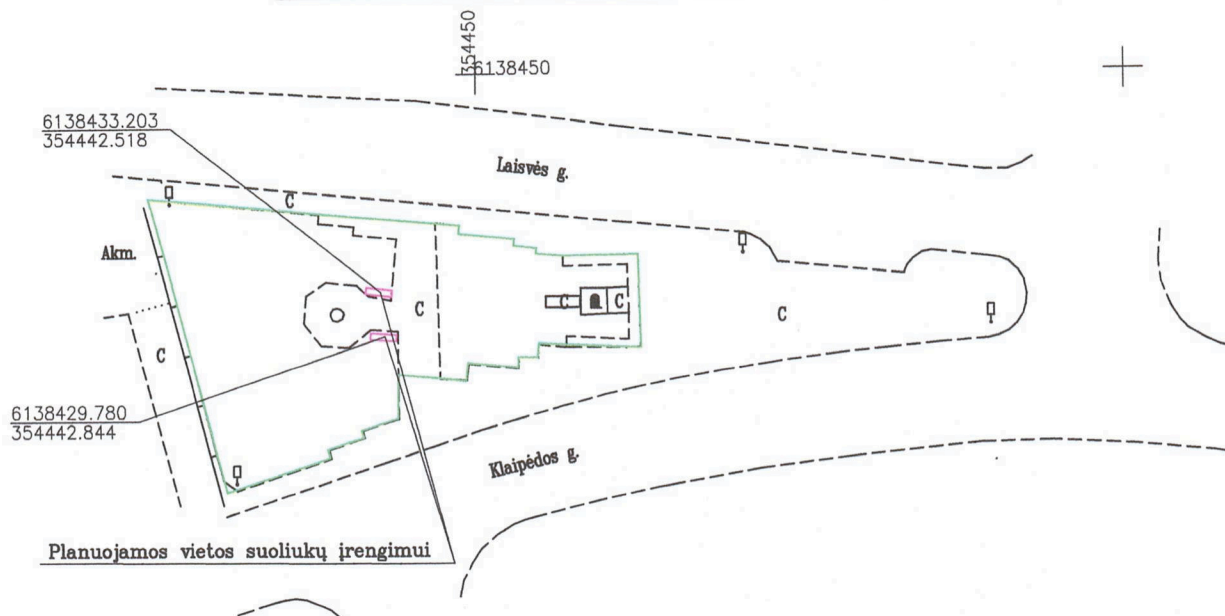 354450
6138450
6138433.203
354442.518
Laisvės g.
C
Akm.
C
C
C
C
C
6138429.780
354442.844
Klaipėdos g.
Planuojamos vietos suoliukų įrengimui